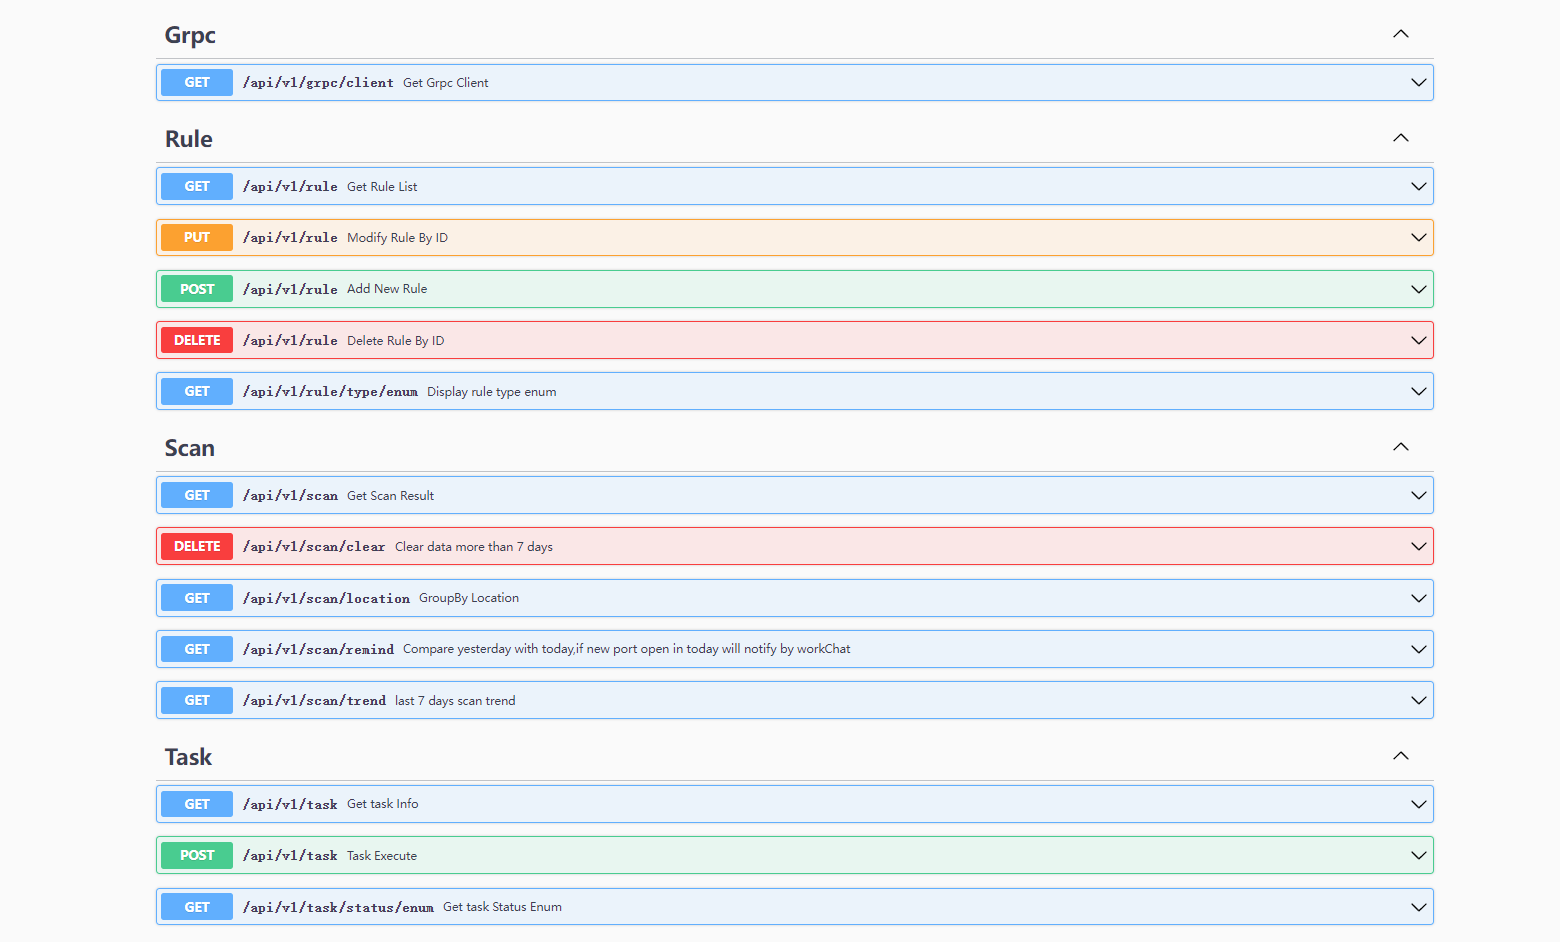 Grpc
GET /api/v1/grpc/client Get Grpc Client
Rule
GET /api/v1/rule Get Rule List
PUT /api/v1/rule Modify Rule By ID
POST /api/v1/rule Add New Rule
DELETE /api/v1/rule Delete Rule By ID
GET /api/v1/rule/type/enum Display rule type enum
Scan
GET /api/v1/scan Get Scan Result
DELETE /api/v1/scan/clear Clear data more than 7 days
GET /api/v1/scan/location GroupBy Location
GET /api/v1/scan/remind Compare yesterday with today,if new port open in today will notify by workChat
GET /api/v1/scan/trend last 7 days scan trend
Task
GET /api/v1/task Get task Info
POST /api/v1/task Task Execute
GET /api/v1/task/status/enum Get task Status Enum